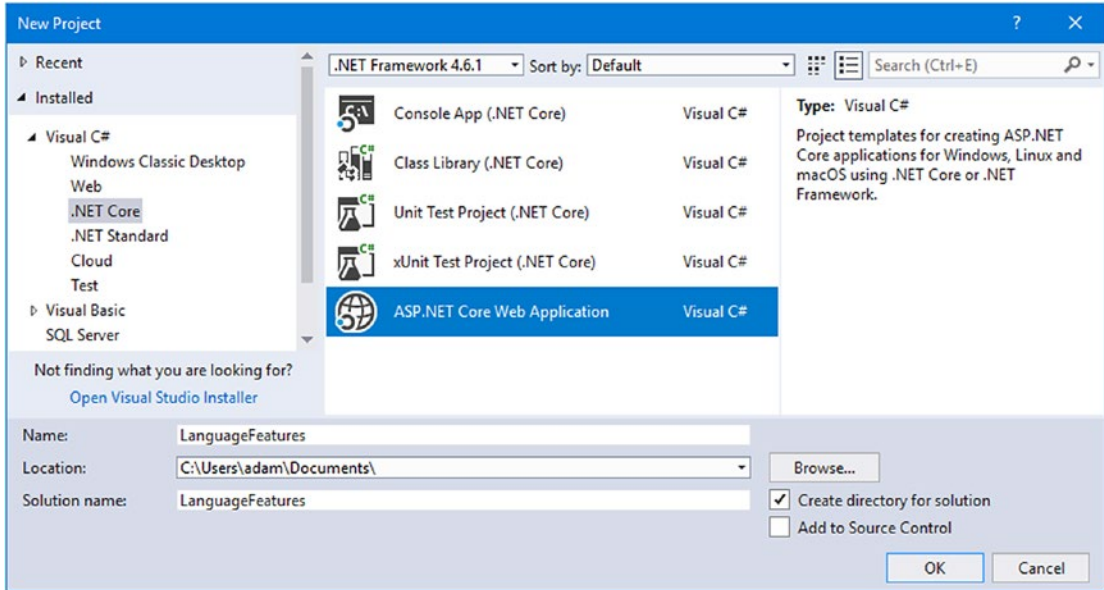 New Project
Recent
Installed
Visual C#
Windows Classic Desktop
Web
.NET Core
.NET Standard
Cloud
Test
Visual Basic
SQL Server
Not finding what you are looking for?
Open Visual Studio Installer
.NET Framework 4.6.1 Sort by: Default Search (Ctrl+E)
Console App (.NET Core) Visual C#
Class Library (.NET Core) Visual C#
Unit Test Project (.NET Core) Visual C#
xUnit Test Project (.NET Core) Visual C#
ASP.NET Core Web Application Visual C#
Type: Visual C#
Project templates for creating ASP.NET
Core applications for Windows, Linux and
macOS using .NET Core or .NET
Framework.
Name: LanguageFeatures
Location: C:\Users\adam\Documents\ Browse...
Solution name: LanguageFeatures
Create directory for solution
Add to Source Control
OK Cancel